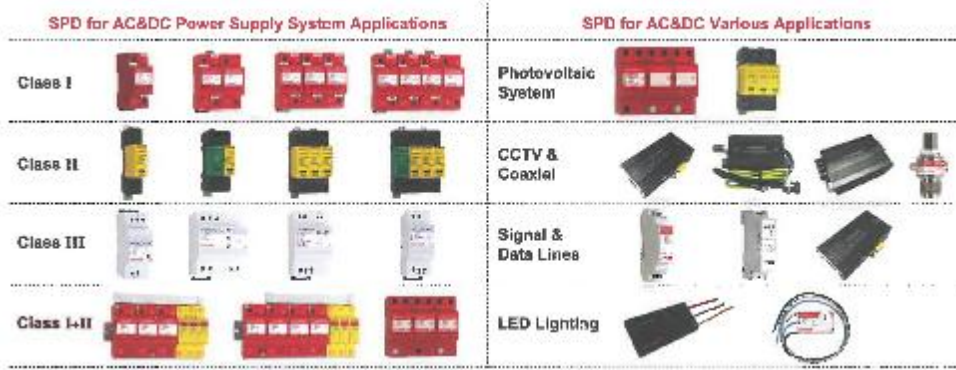 SPD for AC&DC Power Supply System Applications
Class I
Class II
Class III
Class I+II
SPD for AC&DC Various Applications
Photovoltaic
System
CCTV &
Coaxial
Signal &
Data Lines
LED Lighting